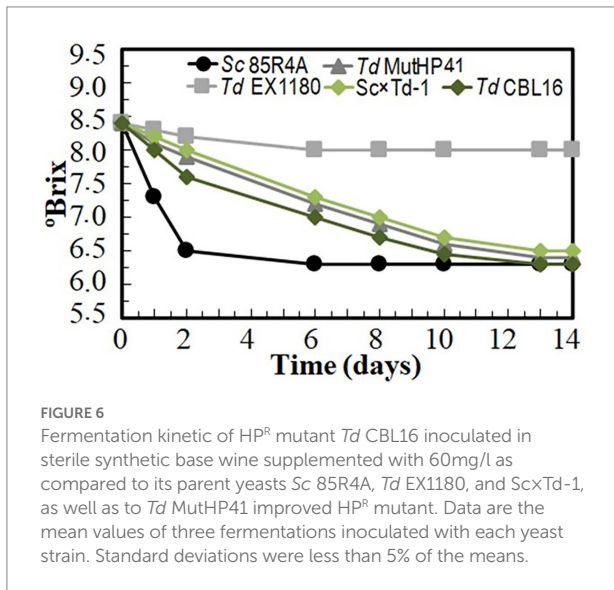 9.5
9.0
8.5
8.0
7.5
7.0
6.5
6.0
5.5
ºBrix
Sc 85R4A
Td MutHP41
Td EX1180
Sc×Td-1
Td CBL16
0 2 4 6 8 10 12 14
Time (days)
FIGURE 6
Fermentation kinetic of HPᴿ mutant Td CBL16 inoculated in
sterile synthetic base wine supplemented with 60mg/l as
compared to its parent yeasts Sc 85R4A, Td EX1180, and Sc×Td-1,
as well as to Td MutHP41 improved HPᴿ mutant. Data are the
mean values of three fermentations inoculated with each yeast
strain. Standard deviations were less than 5% of the means.